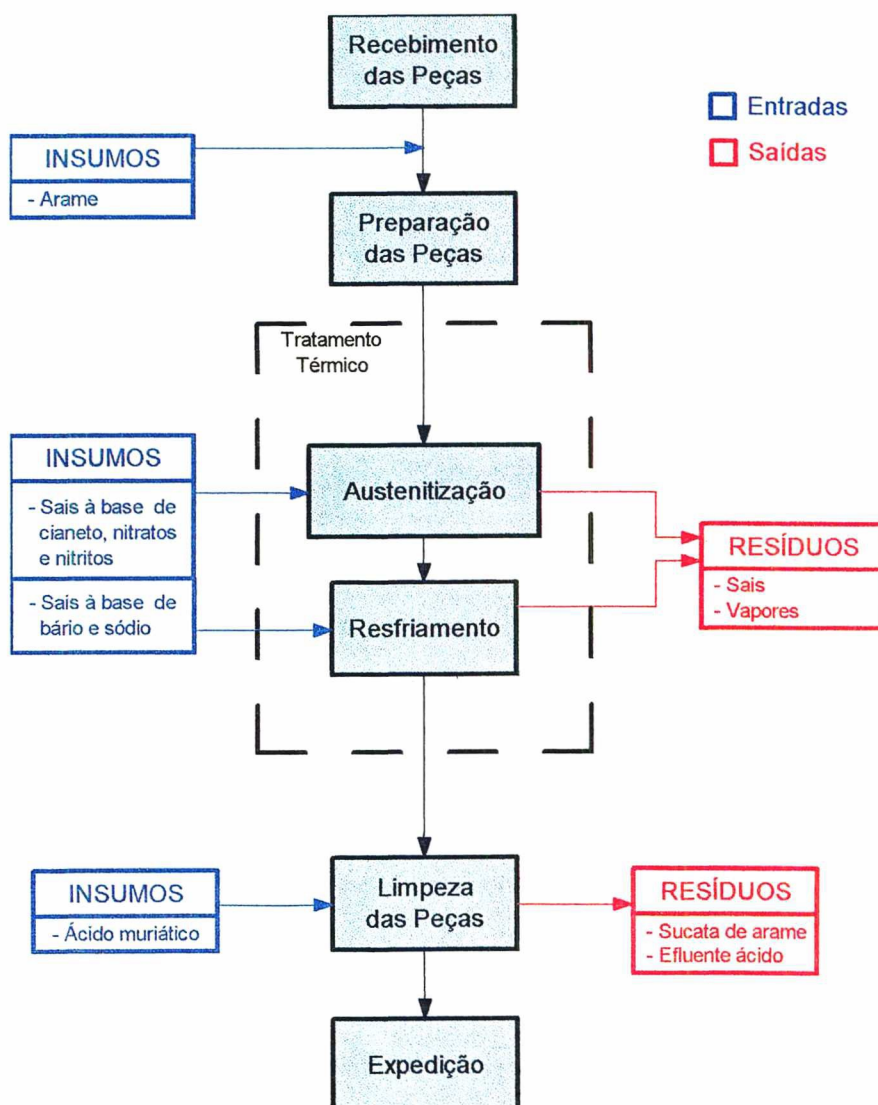 Recebimento
das Peças
Entradas
Saídas
INSUMOS
- Arame
Preparação
das Peças
Tratamento
Térmico
INSUMOS
- Sais à base de
cianeto, nitratos
e nitritos
- Sais à base de
bário e sódio
Austenitização
Resfriamento
RESÍDUOS
- Sais
- Vapores
INSUMOS
- Ácido muriático
Limpeza
das Peças
RESÍDUOS
- Sucata de arame
- Efluente ácido
Expedição